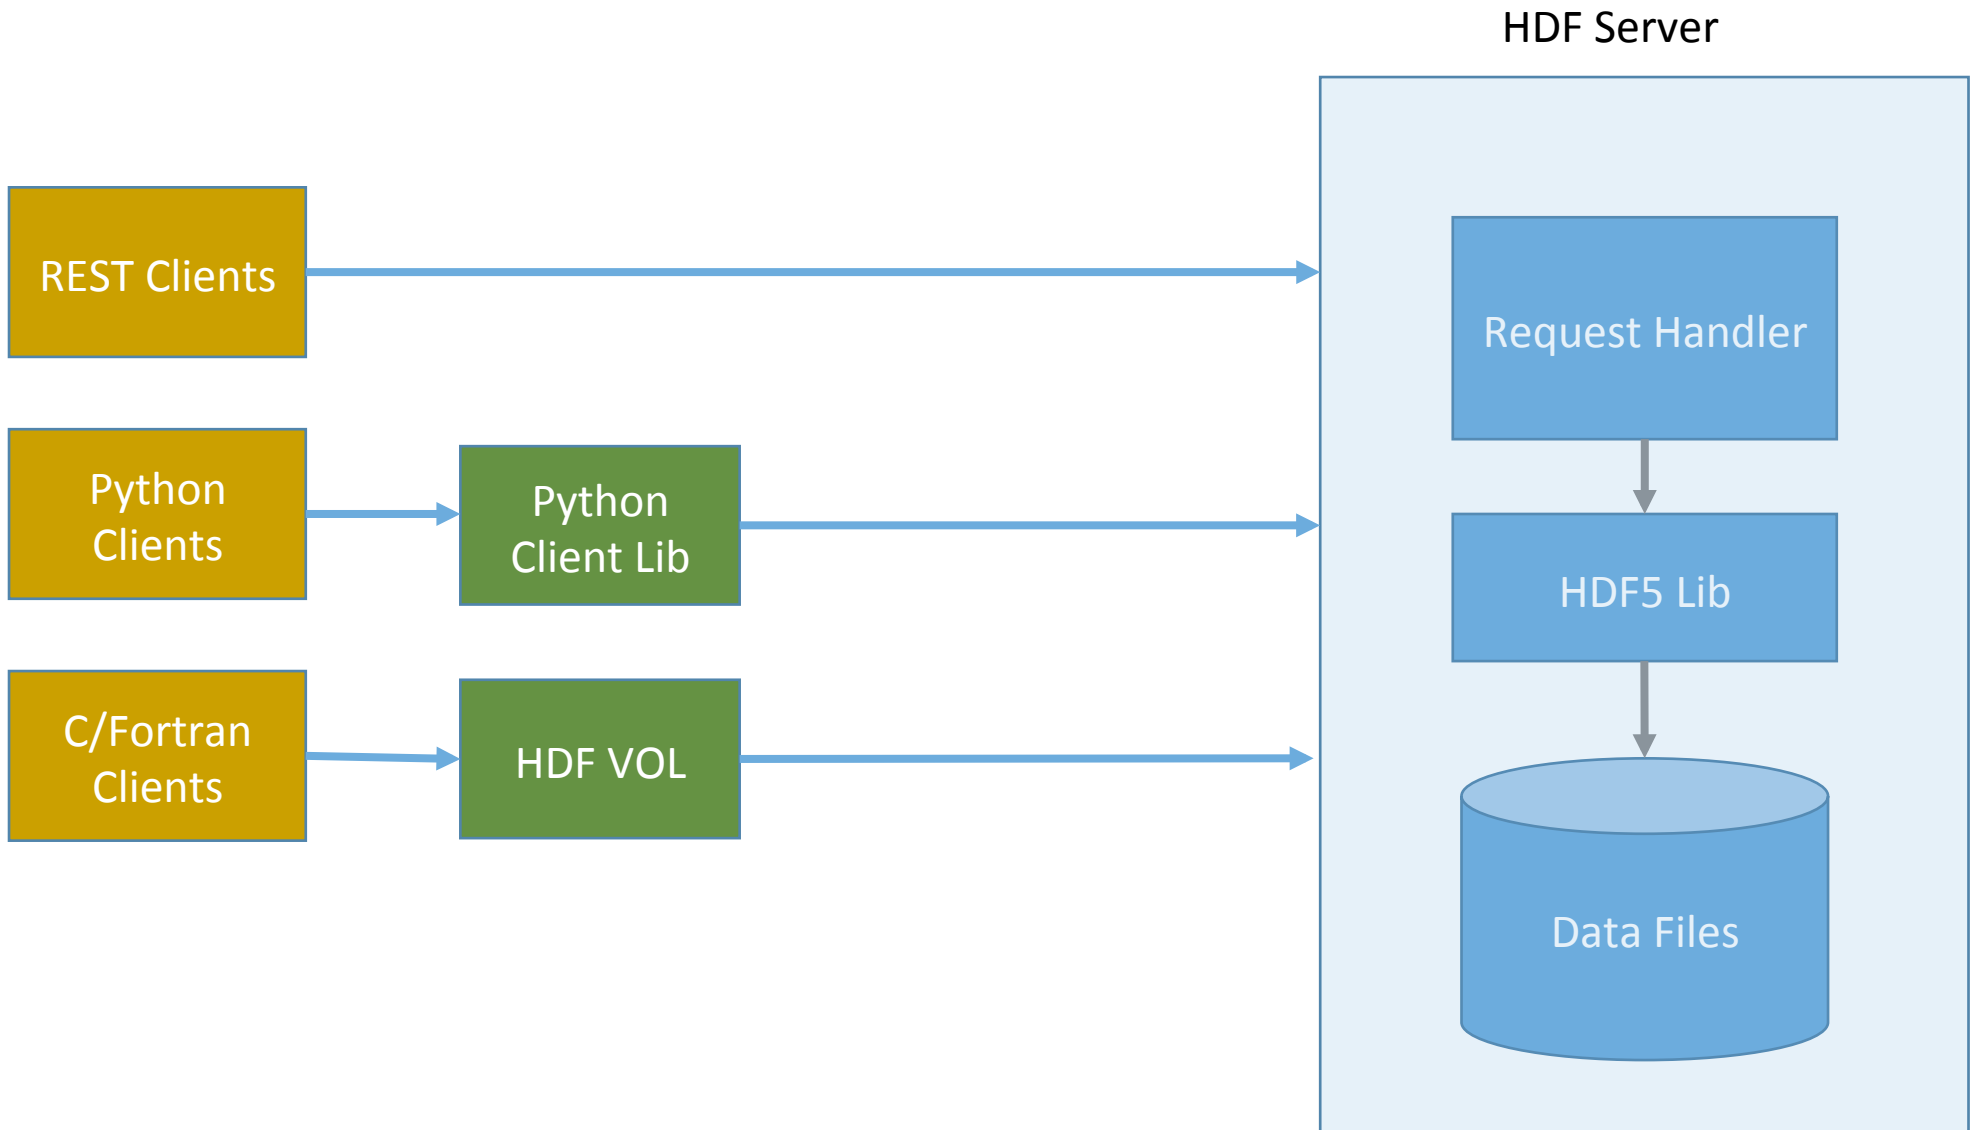 HDF Server
REST Clients
Request Handler
Python
Clients
Python
Client Lib
HDF5 Lib
C/Fortran
Clients
HDF VOL
Data Files